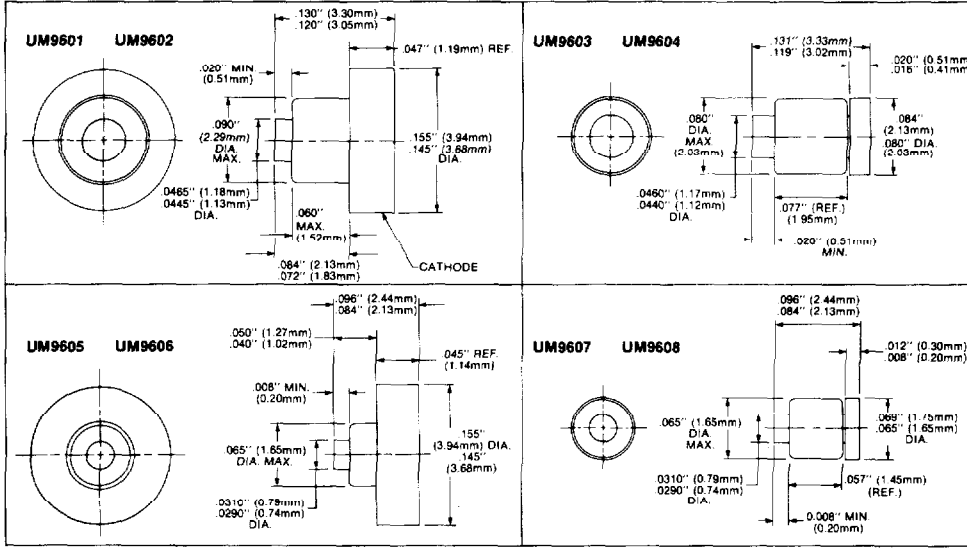 UM9601 UM9602
.130" (3.30mm)
.120" (3.05mm)
.047" (1.19mm) REF.
.020" MIN.
(0.51mm)
.090"
(2.29mm)
DIA.
MAX.
.155" (3.94mm)
.145" (3.68mm)
DIA.
.0465" (1.18mm)
.0445" (1.13mm)
DIA.
.060"
MAX.
(1.52mm)
.084" (2.13mm)
.072" (1.83mm)
CATHODE
UM9603 UM9604
.131" (3.33mm)
.119" (3.02mm)
.020" (0.51mm
.016" (0.41mm
.080"
DIA.
MAX
(2.03mm)
.084"
(2.13mm)
.080" DIA.
(2.03mm)
.0460" (1.17mm)
.0440" (1.12mm)
DIA.
.077" (REF.)
(1.95mm)
.020" (0.51mm)
MIN.
UM9605 UM9606
.096" (2.44mm)
.084" (2.13mm)
.050" (1.27mm)
.040" (1.02mm)
.045" REF.
(1.14mm)
.008" MIN.
(0.20mm)
.065" (1.65mm)
DIA. MAX.
.155"
(3.94mm) DIA.
.145"
(3.68mm)
.0310" (0.79mm)
.0290" (0.74mm)
DIA.
UM9607 UM9608
.096" (2.44mm)
.084" (2.13mm)
.012" (0.30mm)
.008" (0.20mm)
.065" (1.65mm)
DIA.
MAX.
.069" (1.75mm)
.065" (1.65mm)
DIA.
.0310" (0.79mm)
.0290" (0.74mm)
DIA.
.057" (1.45mm)
(REF.)
0.008" MIN.
(0.20mm)